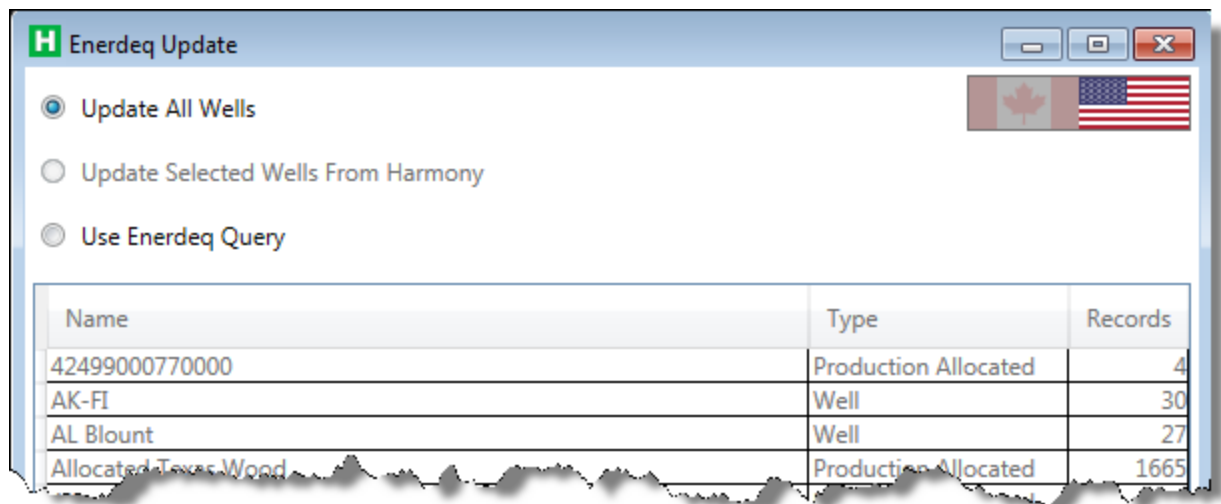 H Enerdeq Update
Update All Wells
Update Selected Wells From Harmony
Use Enerdeq Query
Name Type Records
42499000770000 Production Allocated 4
AK-FI Well 30
AL Blount Well 27
Allocated Texas Wood Production Allocated 1665